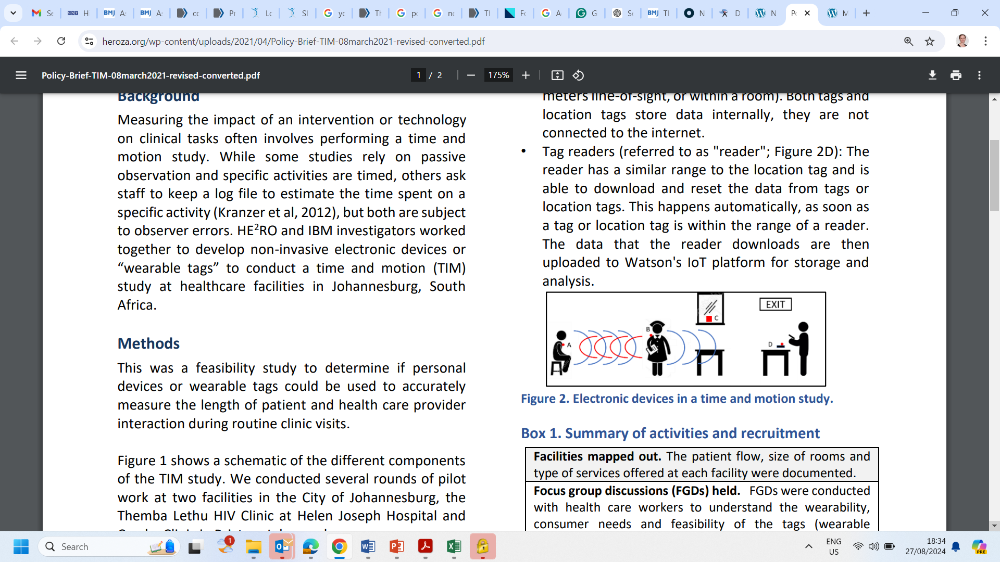 Se
HI
A:
A:
cc
Pr
Lc
SI
yc
Tl
pc
nc
Tl
Fc
A
G
Se
Tl
N
D
N
Pc
M
heroza.org/wp-content/uploads/2021/04/Policy-Brief-TIM-08march2021-revised-converted.pdf
Policy-Brief-TIM-08march2021-revised-converted.pdf
1 / 2
175%
Background
Measuring the impact of an intervention or technology
on clinical tasks often involves performing a time and
motion study. While some studies rely on passive
observation and specific activities are timed, others ask
staff to keep a log file to estimate the time spent on a
specific activity (Kranzer et al, 2012), but both are subject
to observer errors. HE²RO and IBM investigators worked
together to develop non-invasive electronic devices or
“wearable tags” to conduct a time and motion (TIM)
study at healthcare facilities in Johannesburg, South
Africa.
Methods
This was a feasibility study to determine if personal
devices or wearable tags could be used to accurately
measure the length of patient and health care provider
interaction during routine clinic visits.
Figure 1 shows a schematic of the different components
of the TIM study. We conducted several rounds of pilot
work at two facilities in the City of Johannesburg, the
Themba Lethu HIV Clinic at Helen Joseph Hospital and
meters line-of-sight, or within a room). Both tags and
location tags store data internally, they are not
connected to the internet.
• Tag readers (referred to as "reader"; Figure 2D): The
reader has a similar range to the location tag and is
able to download and reset the data from tags or
location tags. This happens automatically, as soon as
a tag or location tag is within the range of a reader.
The data that the reader downloads are then
uploaded to Watson's IoT platform for storage and
analysis.
EXIT
A
B
C
D
Figure 2. Electronic devices in a time and motion study.
Box 1. Summary of activities and recruitment
Facilities mapped out. The patient flow, size of rooms and
type of services offered at each facility were documented.
Focus group discussions (FGDs) held. FGDs were conducted
with health care workers to understand the wearability,
consumer needs and feasibility of the tags (wearable
Search
1
ENG
US
18:34
27/08/2024
PRE